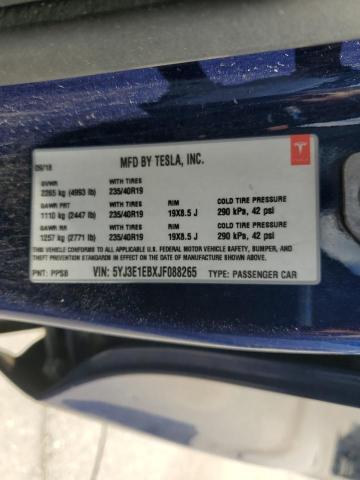 09/18 MFD BY TESLA, INC. TESLA
GVWR WITH TIRES
2265 kg (4993 lb) 235/40R19
GAWR FRT WITH TIRES RIM COLD TIRE PRESSURE
1110 kg (2447 lb) 235/40R19 19X8.5 J 290 kPa, 42 psi
GAWR RR WITH TIRES RIM COLD TIRE PRESSURE
1257 kg (2771 lb) 235/40R19 19X8.5 J 290 kPa, 42 psi
THIS VEHICLE CONFORMS TO ALL APPLICABLE U.S. FEDERAL MOTOR VEHICLE SAFETY, BUMPER, AND
THEFT PREVENTION STANDARDS IN EFFECT ON THE DATE OF MANUFACTURE SHOWN ABOVE.
PNT: PPSB VIN: 5YJ3E1EBXJF088265 TYPE: PASSENGER CAR